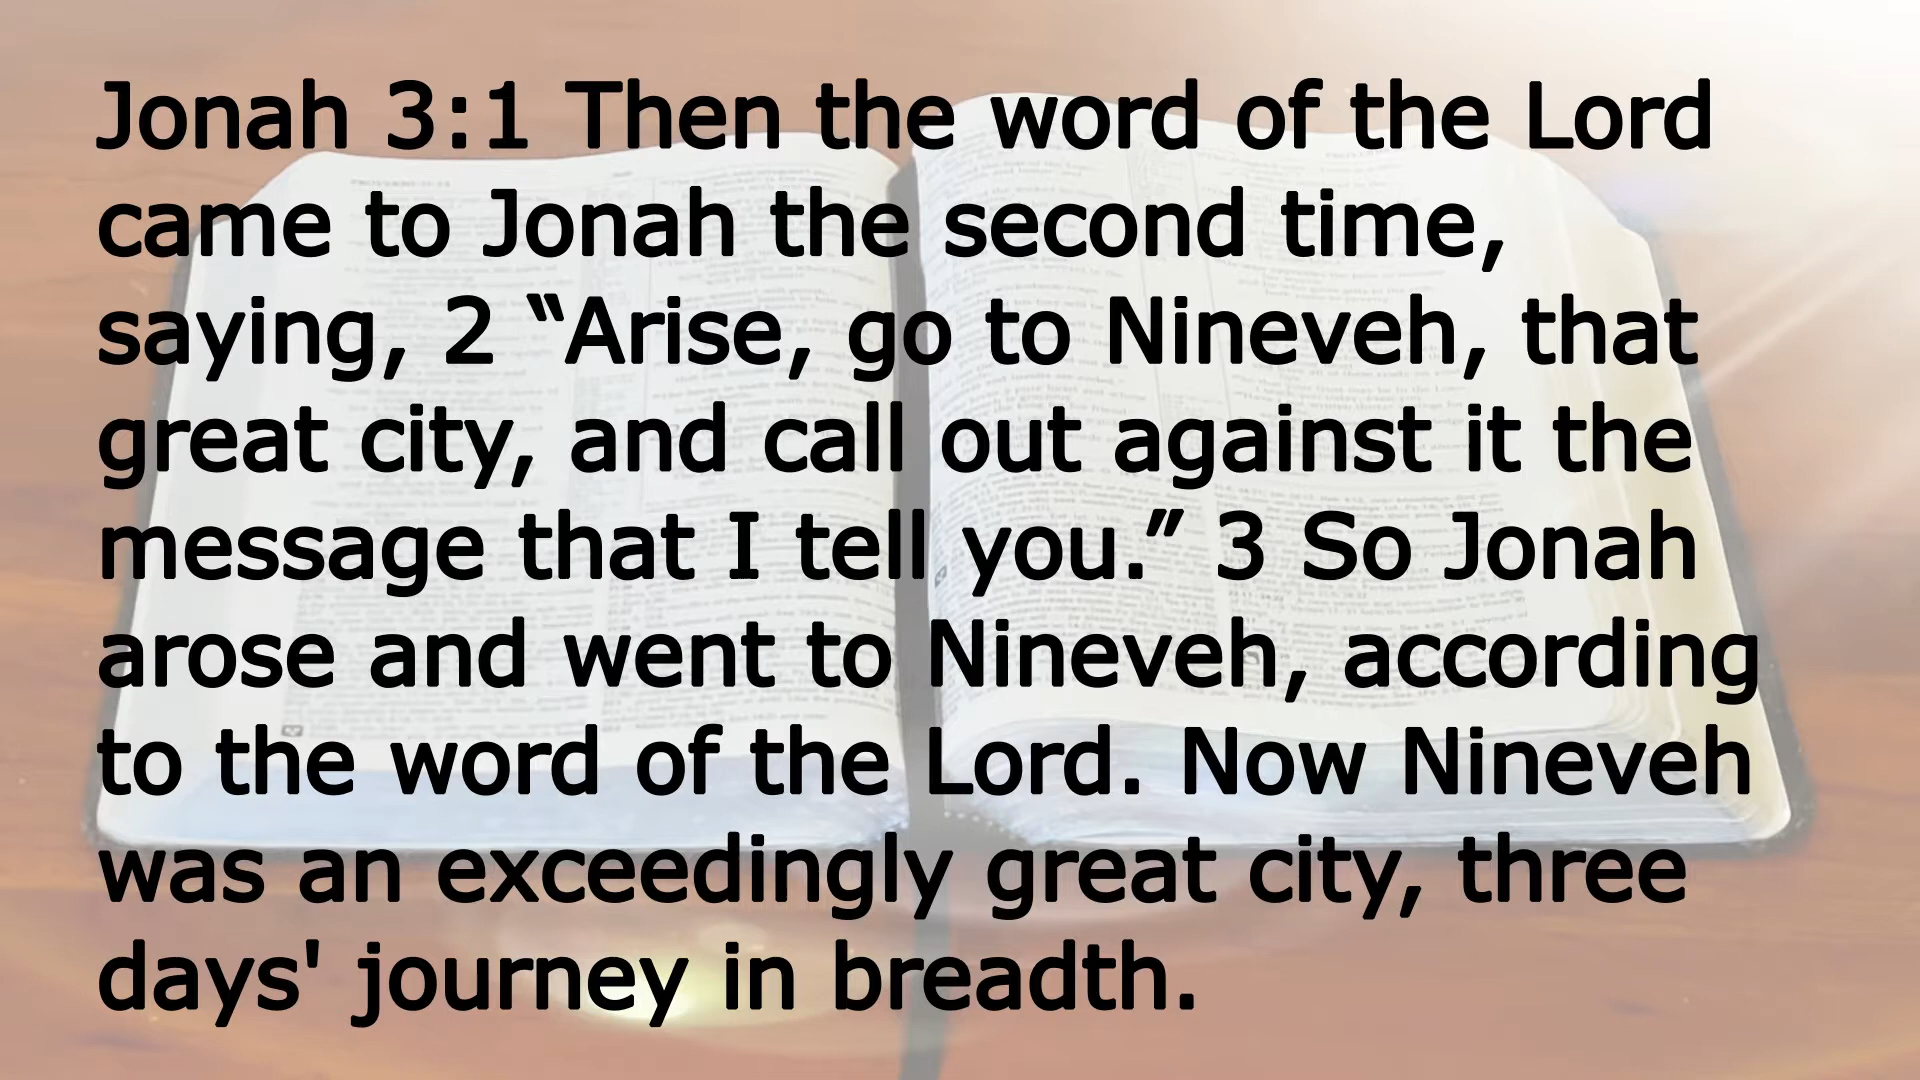 Jonah 3:1 Then the word of the Lord
came to Jonah the second time,
saying, 2 “Arise, go to Nineveh, that
great city, and call out against it the
message that I tell you.” 3 So Jonah
arose and went to Nineveh, according
to the word of the Lord. Now Nineveh
was an exceedingly great city, three
days' journey in breadth.